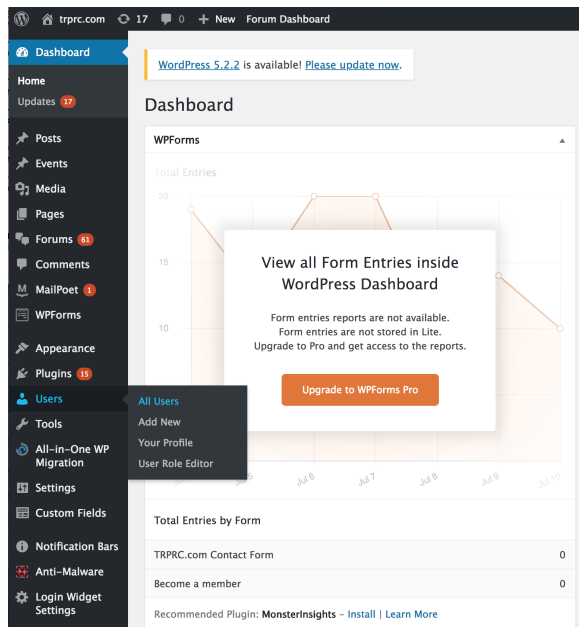 trprc.com 17 0 + New Forum Dashboard
Dashboard
Home
Updates 17
Posts
Events
Media
Pages
Forums 61
Comments
MailPoet 1
WPForms
Appearance
Plugins 15
Users
Tools
All-in-One WP
Migration
Settings
Custom Fields
Notification Bars
Anti-Malware
Login Widget
Settings
All Users
Add New
Your Profile
User Role Editor
WordPress 5.2.2 is available! Please update now.
Dashboard
WPForms
Total Entries
20
15
10
View all Form Entries inside
WordPress Dashboard
Form entries reports are not available.
Form entries are not stored in Lite.
Upgrade to Pro and get access to the reports.
Upgrade to WPForms Pro
Jul 6
Jul 7
Jul 8
Jul 9
Jul 10
Total Entries by Form
TRPRC.com Contact Form 0
Become a member 0
Recommended Plugin: MonsterInsights – Install | Learn More